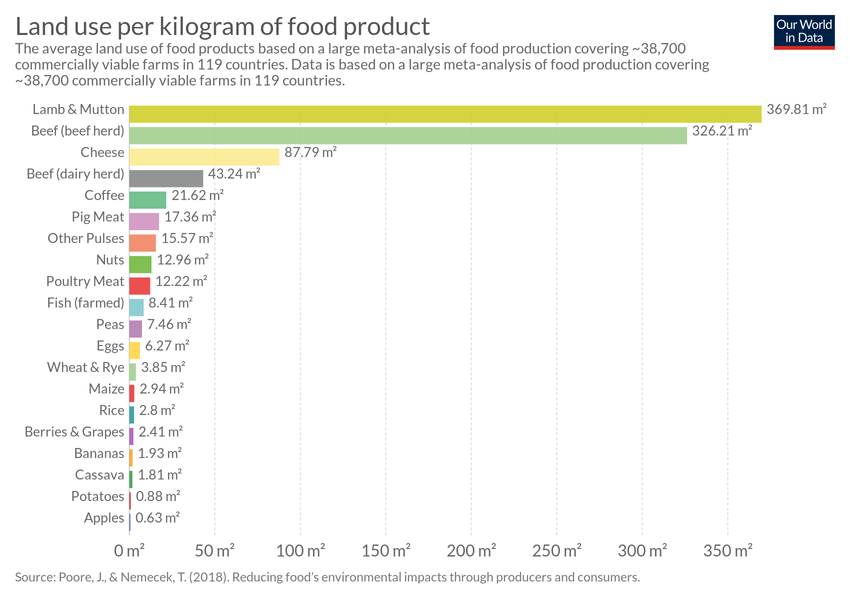 Land use per kilogram of food product
Our World
in Data
The average land use of food products based on a large meta-analysis of food production covering ~38,700
commercially viable farms in 119 countries. Data is based on a large meta-analysis of food production covering
~38,700 commercially viable farms in 119 countries.
Lamb & Mutton 369.81 m²
Beef (beef herd) 326.21 m²
Cheese 87.79 m²
Beef (dairy herd) 43.24 m²
Coffee 21.62 m²
Pig Meat 17.36 m²
Other Pulses 15.57 m²
Nuts 12.96 m²
Poultry Meat 12.22 m²
Fish (farmed) 8.41 m²
Peas 7.46 m²
Eggs 6.27 m²
Wheat & Rye 3.85 m²
Maize 2.94 m²
Rice 2.8 m²
Berries & Grapes 2.41 m²
Bananas 1.93 m²
Cassava 1.81 m²
Potatoes 0.88 m²
Apples 0.63 m²
0 m² 50 m² 100 m² 150 m² 200 m² 250 m² 300 m² 350 m²
Source: Poore, J., & Nemecek, T. (2018). Reducing food's environmental impacts through producers and consumers.